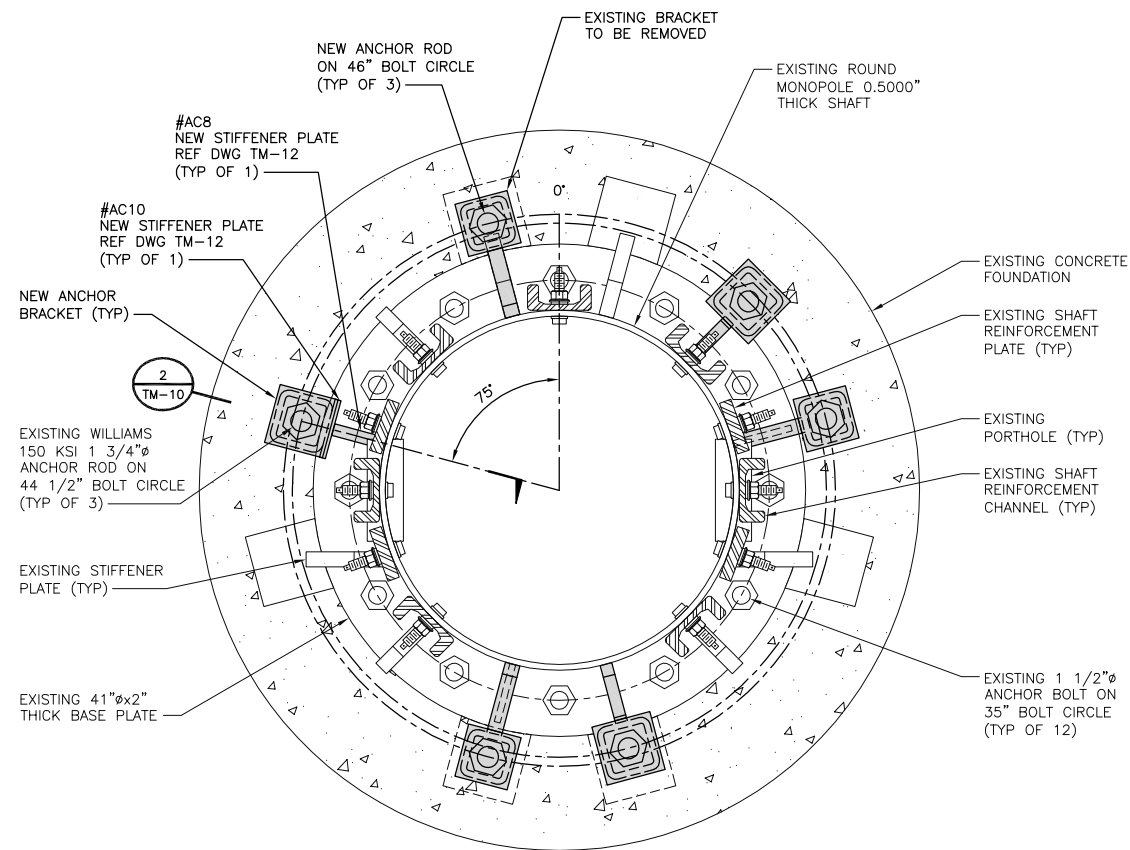 EXISTING BRACKET
TO BE REMOVED
NEW ANCHOR ROD
ON 46" BOLT CIRCLE
(TYP OF 3)
EXISTING ROUND
MONOPOLE 0.5000"
THICK SHAFT
#AC8
NEW STIFFENER PLATE
REF DWG TM-12
(TYP OF 1)
#AC10
NEW STIFFENER PLATE
REF DWG TM-12
(TYP OF 1)
0°
EXISTING CONCRETE
FOUNDATION
NEW ANCHOR
BRACKET (TYP)
EXISTING SHAFT
REINFORCEMENT
PLATE (TYP)
2
TM-10
75°
EXISTING WILLIAMS
150 KSI 1 3/4"ø
ANCHOR ROD ON
44 1/2" BOLT CIRCLE
(TYP OF 3)
EXISTING
PORTHOLE (TYP)
EXISTING SHAFT
REINFORCEMENT
CHANNEL (TYP)
EXISTING STIFFENER
PLATE (TYP)
EXISTING 41"øx2"
THICK BASE PLATE
EXISTING 1 1/2"ø
ANCHOR BOLT ON
35" BOLT CIRCLE
(TYP OF 12)